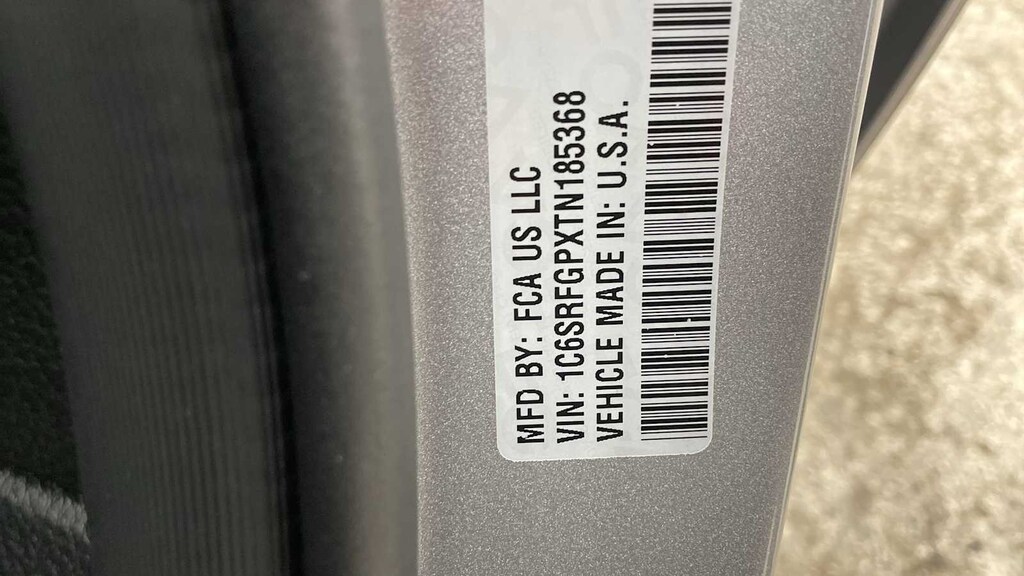 MFD BY: FCA US LLC
VIN: 1C6SRFGPXTN185368
VEHICLE MADE IN: U.S.A.